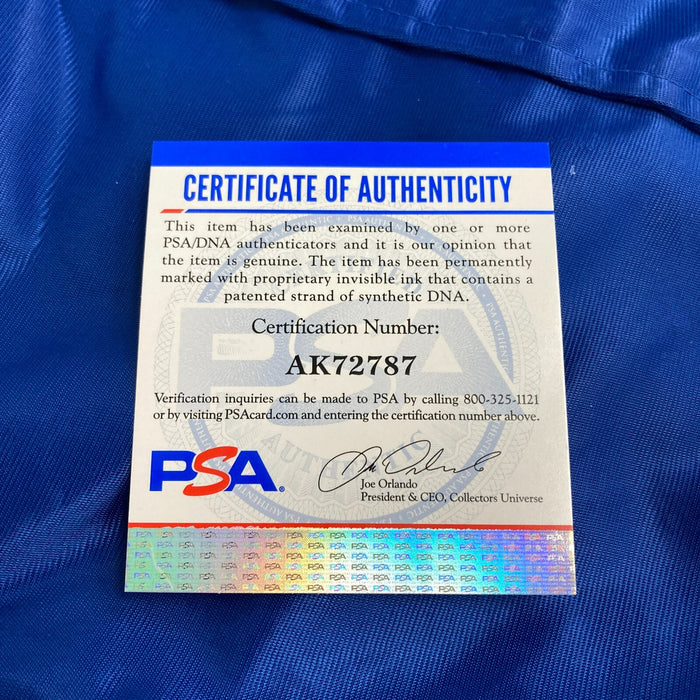 CERTIFICATE OF AUTHENTICITY
This item has been examined by one or more
PSA/DNA authenticators and it is our opinion that
the item is genuine. The item has been permanently
marked with proprietary invisible ink that contains a
patented strand of synthetic DNA.
Certification Number:
AK72787
Verification inquiries can be made to PSA by calling 800-325-1121
or by visiting PSAcard.com and entering the certification number above.
PSA
Joe Orlando
President & CEO, Collectors Universe